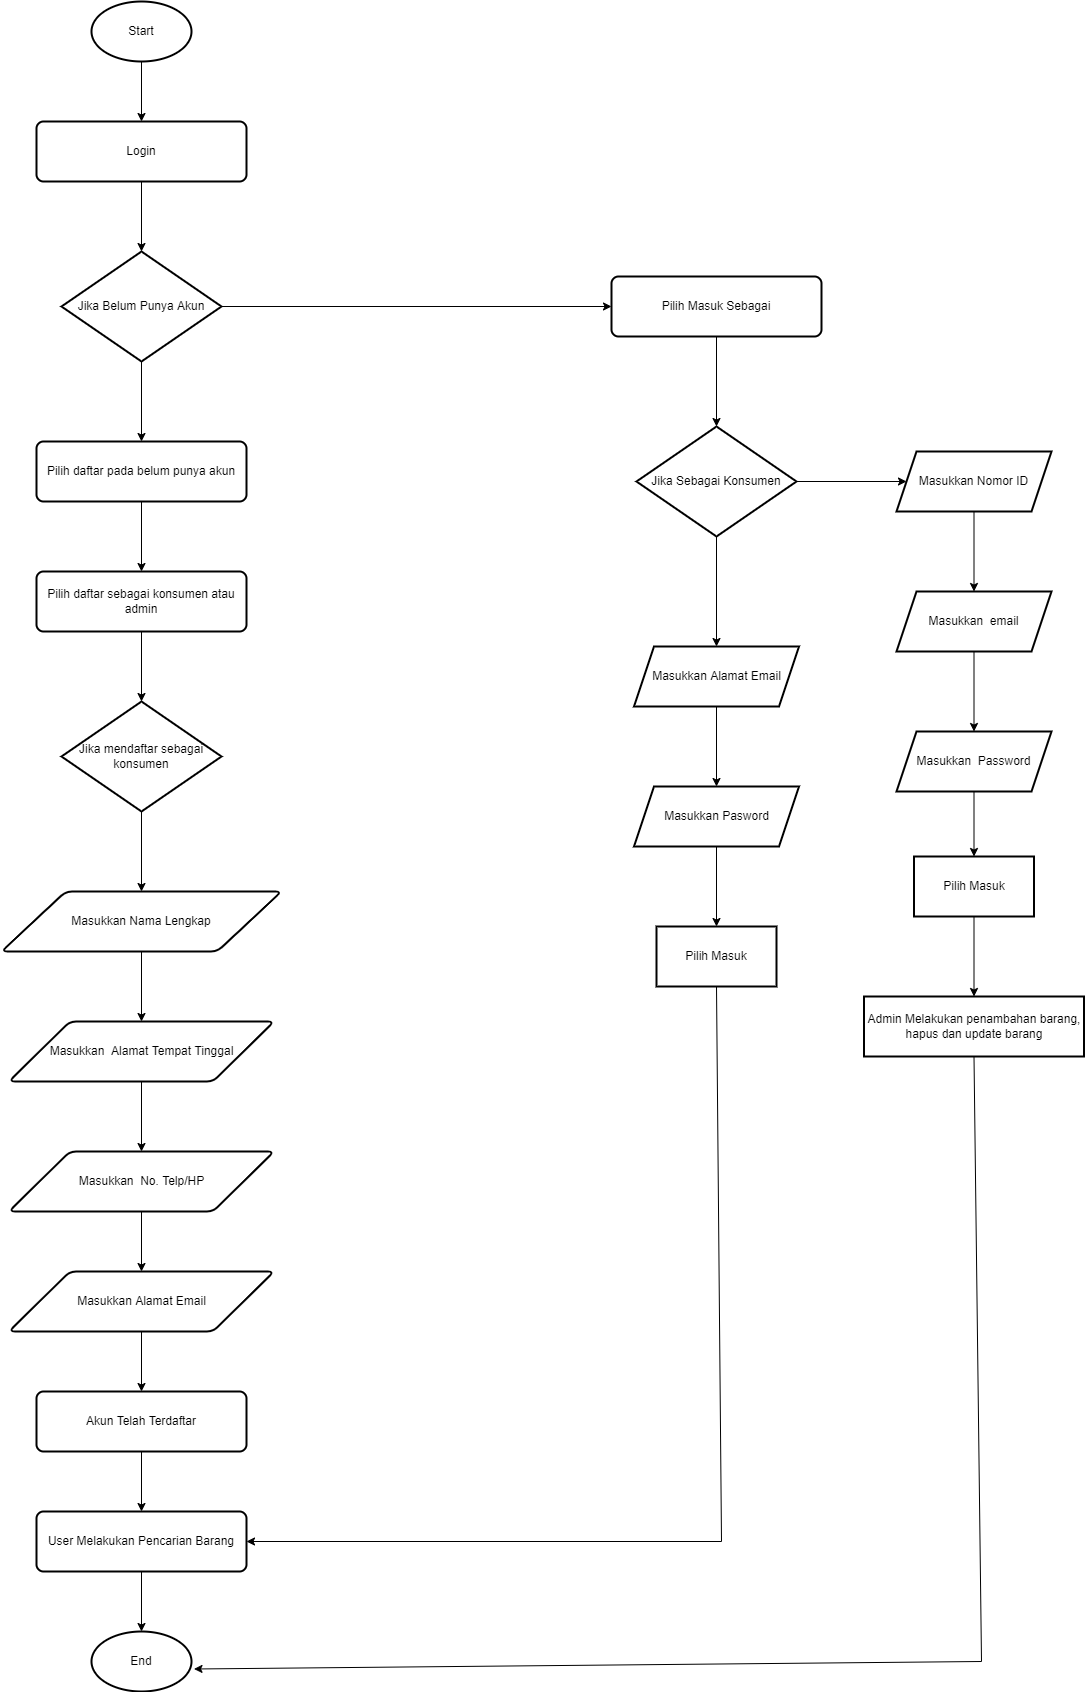 Start
Login
Jika Belum Punya Akun
Pilih daftar pada belum punya akun
Pilih daftar sebagai konsumen atau
admin
Jika mendaftar sebagai
konsumen
Masukkan Nama Lengkap
Masukkan  Alamat Tempat Tinggal
Masukkan  No. Telp/HP
Masukkan Alamat Email
Akun Telah Terdaftar
User Melakukan Pencarian Barang
End
Pilih Masuk Sebagai
Jika Sebagai Konsumen
Masukkan Alamat Email
Masukkan Pasword
Pilih Masuk
Masukkan Nomor ID
Masukkan  email
Masukkan  Password
Pilih Masuk
Admin Melakukan penambahan barang,
hapus dan update barang